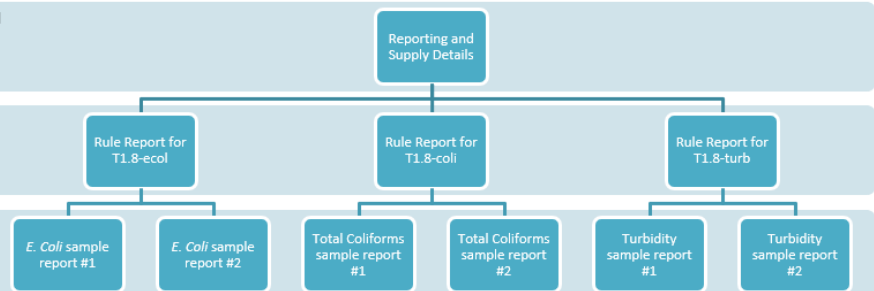 Reporting and
Supply Details
Rule Report for
T1.8-ecol
Rule Report for
T1.8-coli
Rule Report for
T1.8-turb
E. Coli sample
report #1
E. Coli sample
report #2
Total Coliforms
sample report
#1
Total Coliforms
sample report
#2
Turbidity
sample report
#1
Turbidity
sample report
#2